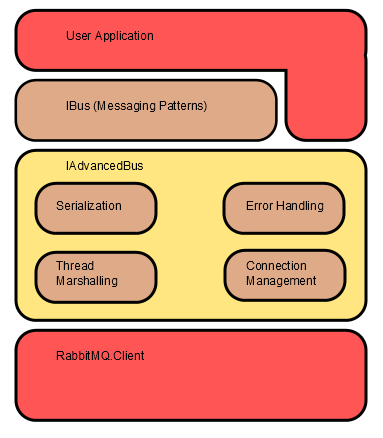 User Application
IBus (Messaging Patterns)
IAdvancedBus
Serialization
Error Handling
Thread
Marshalling
Connection
Management
RabbitMQ.Client